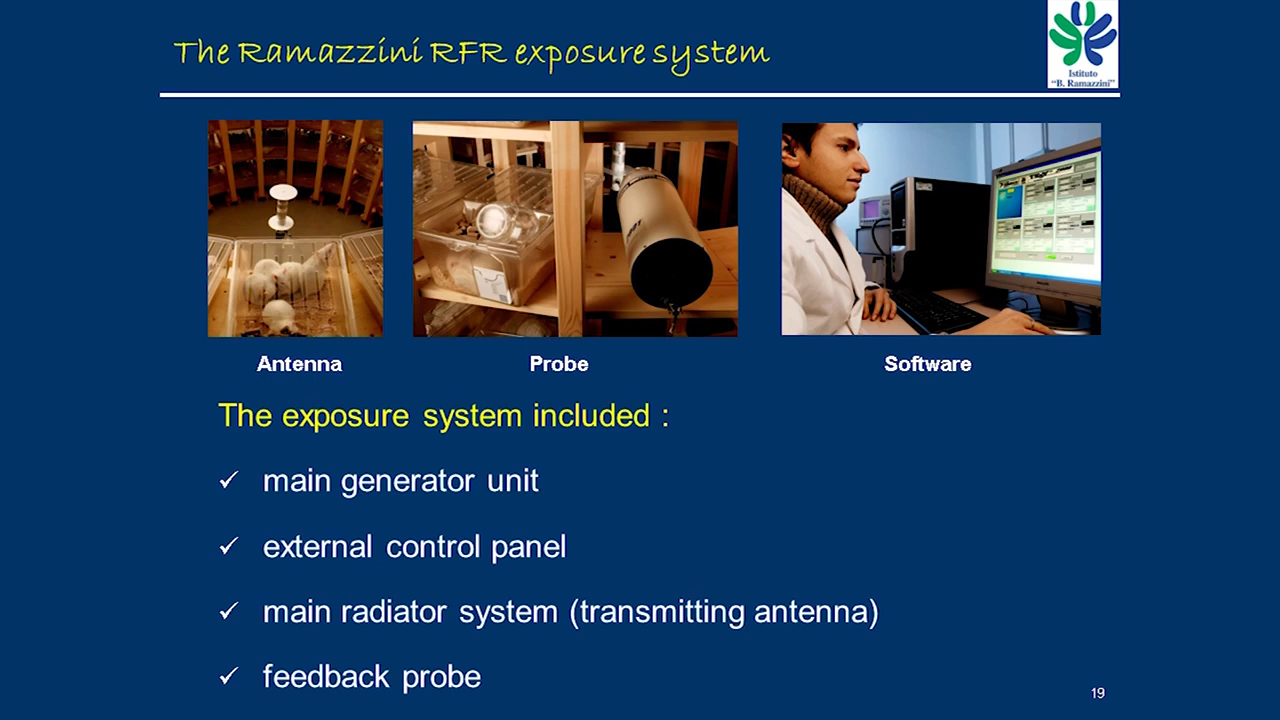 The Ramazzini RFR exposure system
Istituto
"B. Ramazzini"
Antenna
Probe
Software
The exposure system included :
✓ main generator unit
✓ external control panel
✓ main radiator system (transmitting antenna)
✓ feedback probe
19